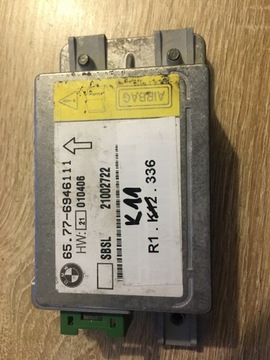 AIRBAG
65.77-6946111
HW: 21 010406
SBSL 21002722
K11
R1. 336